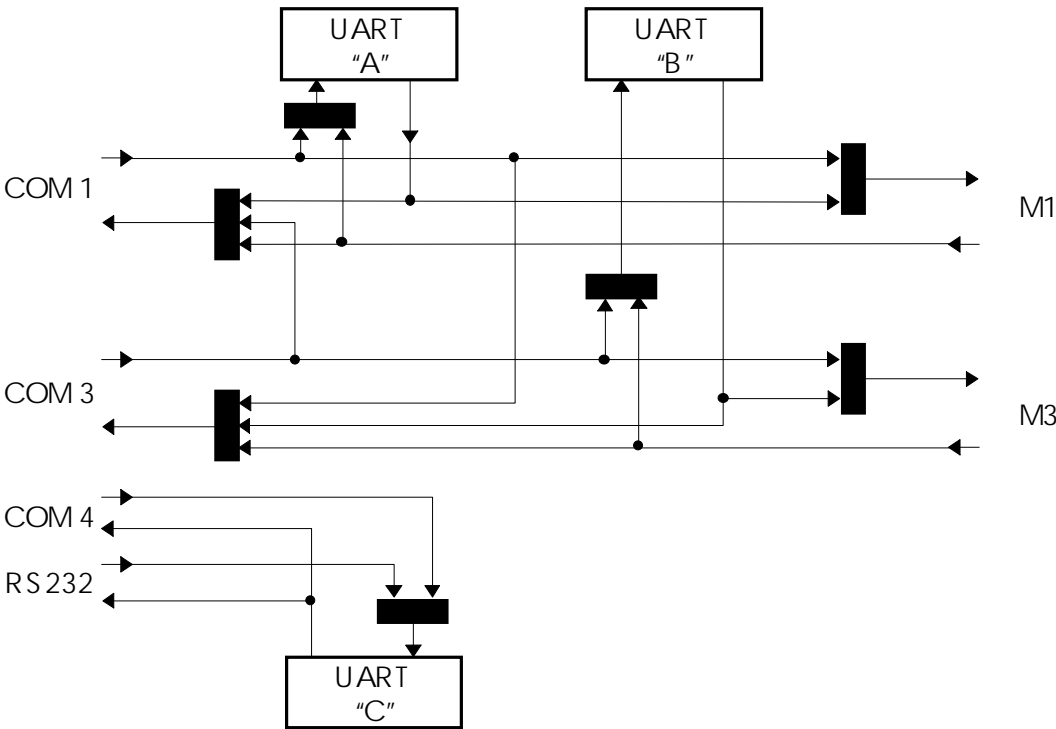 UART
“A”
UART
“B”
COM 1
M1
COM 3
M3
COM 4
RS232
UART
“C”